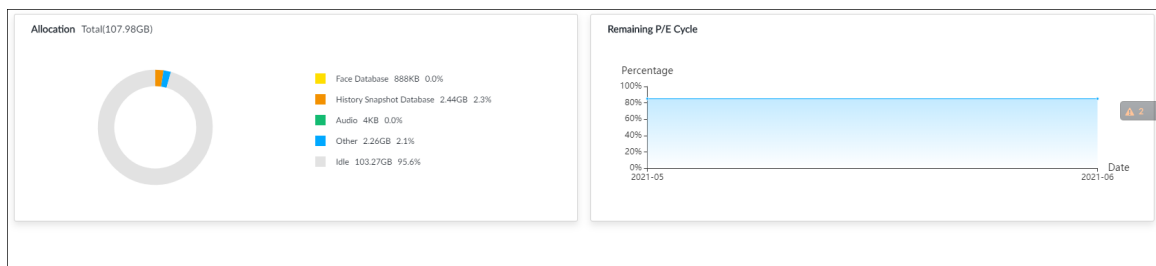 Allocation Total(107.98GB)
Face Database 888KB 0.0%
History Snapshot Database 2.44GB 2.3%
Audio 4KB 0.0%
Other 2.26GB 2.1%
Idle 103.27GB 95.6%
Remaining P/E Cycle
Percentage
100%
80%
60%
40%
20%
0%
2021-05
2021-06
Date
2